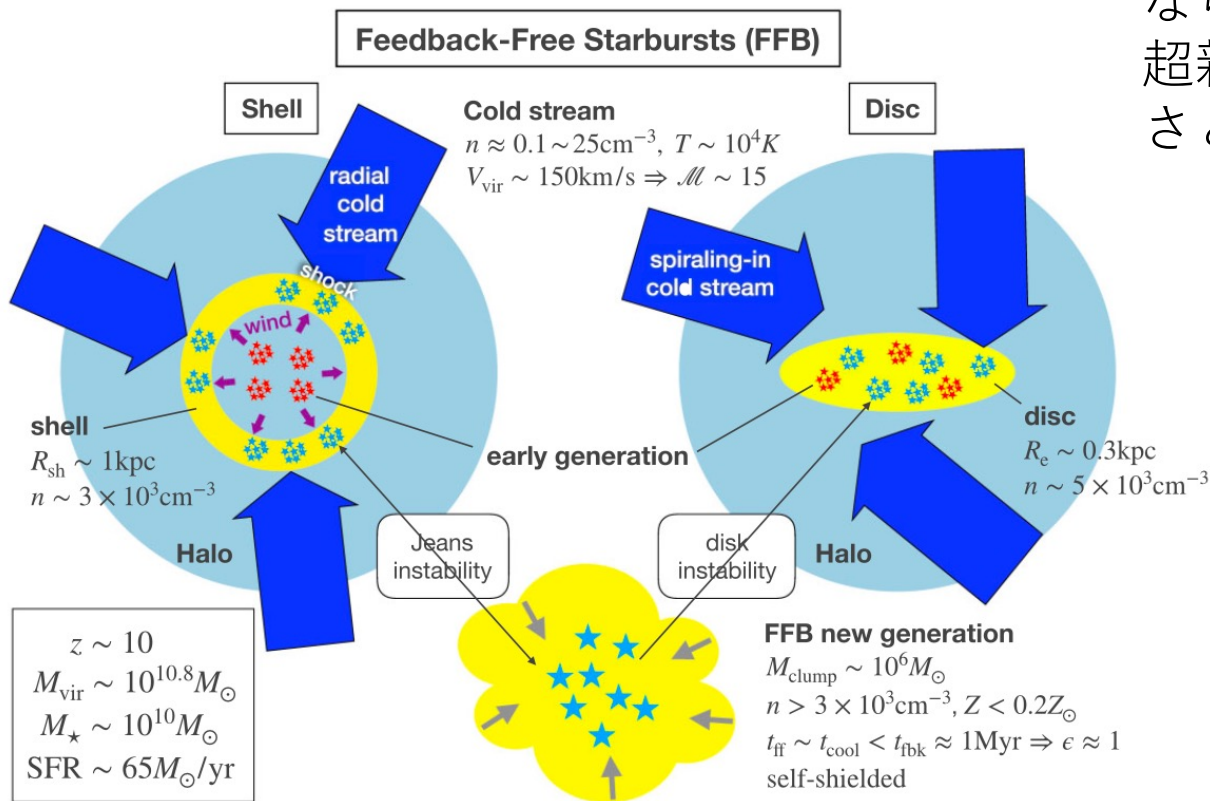 Feedback-Free Starbursts (FFB)
Shell
Cold stream
n ≈ 0.1 ~ 25cm⁻³, T ~ 10⁴K
V_vir ~ 150km/s ⇒ ℳ ~ 15
Disc
超新
radial
cold
stream
shock
wind
spiraling-in
cold stream
shell
R_sh ~ 1kpc
n ~ 3 × 10³cm⁻³
early generation
disc
R_e ~ 0.3kpc
n ~ 5 × 10³cm⁻³
Halo
Jeans
instability
disk
instability
Halo
z ~ 10
M_vir ~ 10^10.8 M_⊙
M_★ ~ 10^10 M_⊙
SFR ~ 65M_⊙/yr
FFB new generation
M_clump ~ 10⁶M_⊙
n > 3 × 10³cm⁻³, Z < 0.2Z_⊙
t_ff ~ t_cool < t_fbk ≈ 1Myr ⇒ ϵ ≈ 1
self-shielded